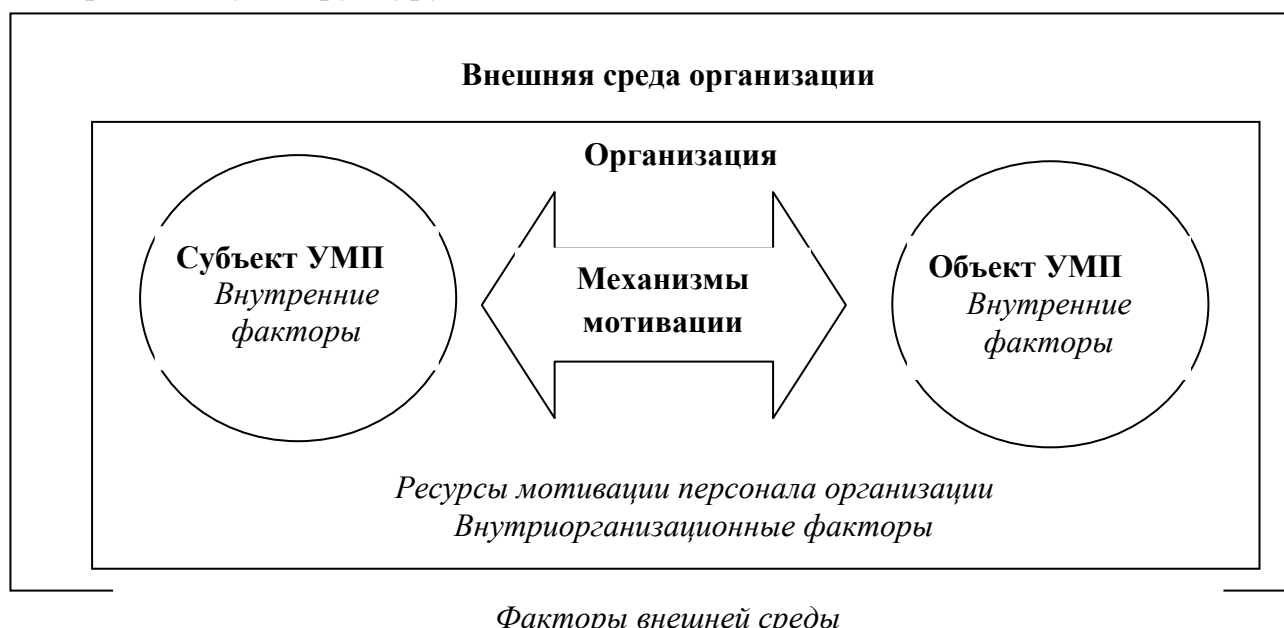 Внешняя среда организации
Организация
Субъект УМП
Внутренние
факторы
Механизмы
мотивации
Объект УМП
Внутренние
факторы
Ресурсы мотивации персонала организации
Внутриорганизационные факторы
Факторы внешней среды